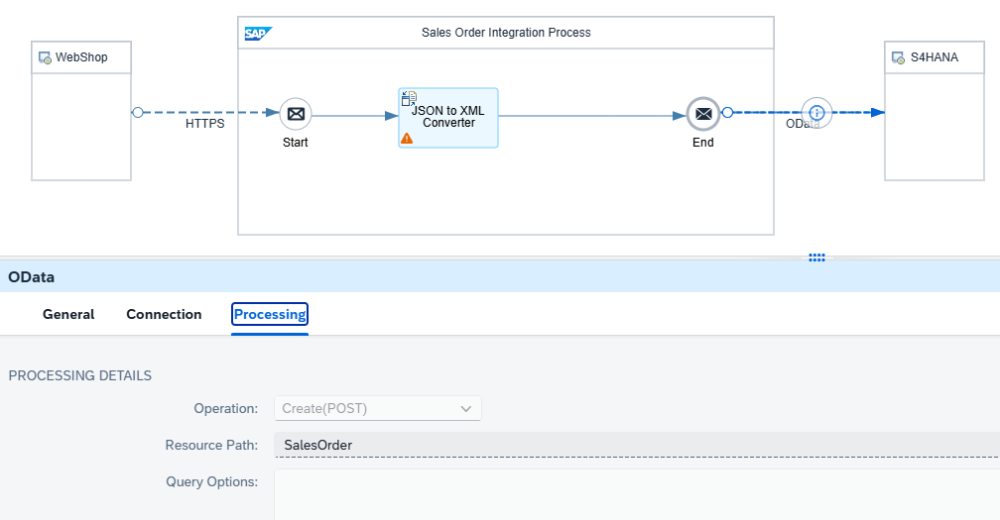 SAP
Sales Order Integration Process
WebShop
S4HANA
HTTPS
Start
JSON to XML
Converter
End
OData
OData
General
Connection
Processing
PROCESSING DETAILS
Operation:
Create(POST)
Resource Path:
SalesOrder
Query Options: